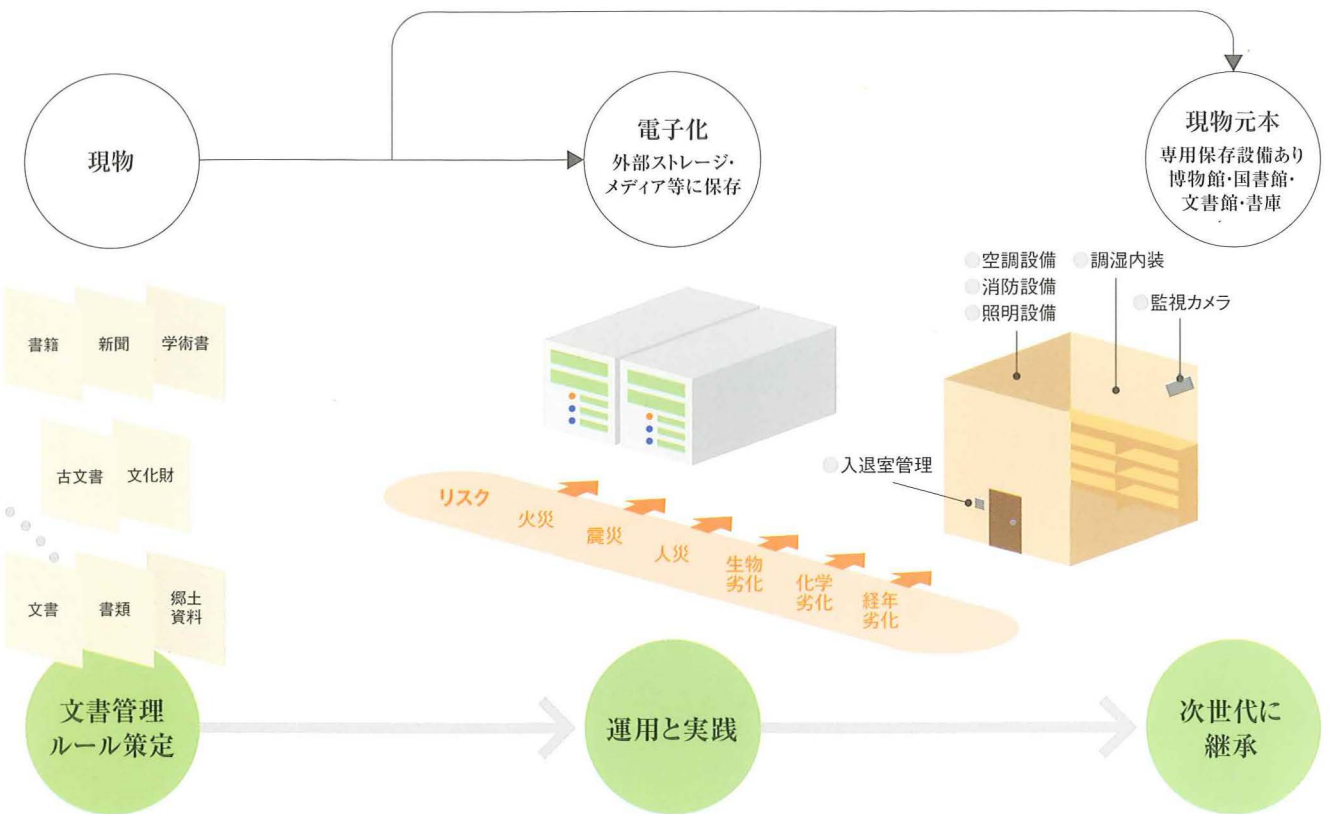 現物
電子化
外部ストレージ・
メディア等に保存
現物元本
専用保存設備あり
博物館・国書館・
文書館・書庫
書籍
新聞
学術書
古文書
文化財
文書
書類
郷土
資料
空調設備
消防設備
照明設備
調湿内装
監視カメラ
入退室管理
リスク
火災
震災
人災
生物
劣化
化学
劣化
経年
劣化
文書管理
ルール策定
運用と実践
次世代に
継承